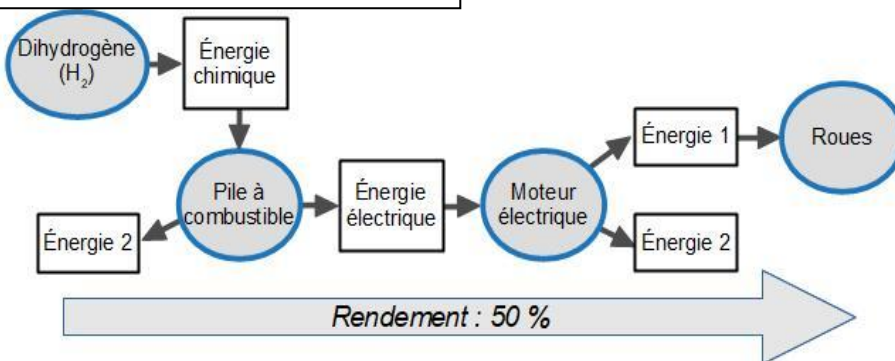 Dihydrogène
(H₂)
Énergie
chimique
Pile à
combustible
Énergie 2
Énergie
électrique
Moteur
électrique
Énergie 1
Énergie 2
Roues
Rendement : 50 %